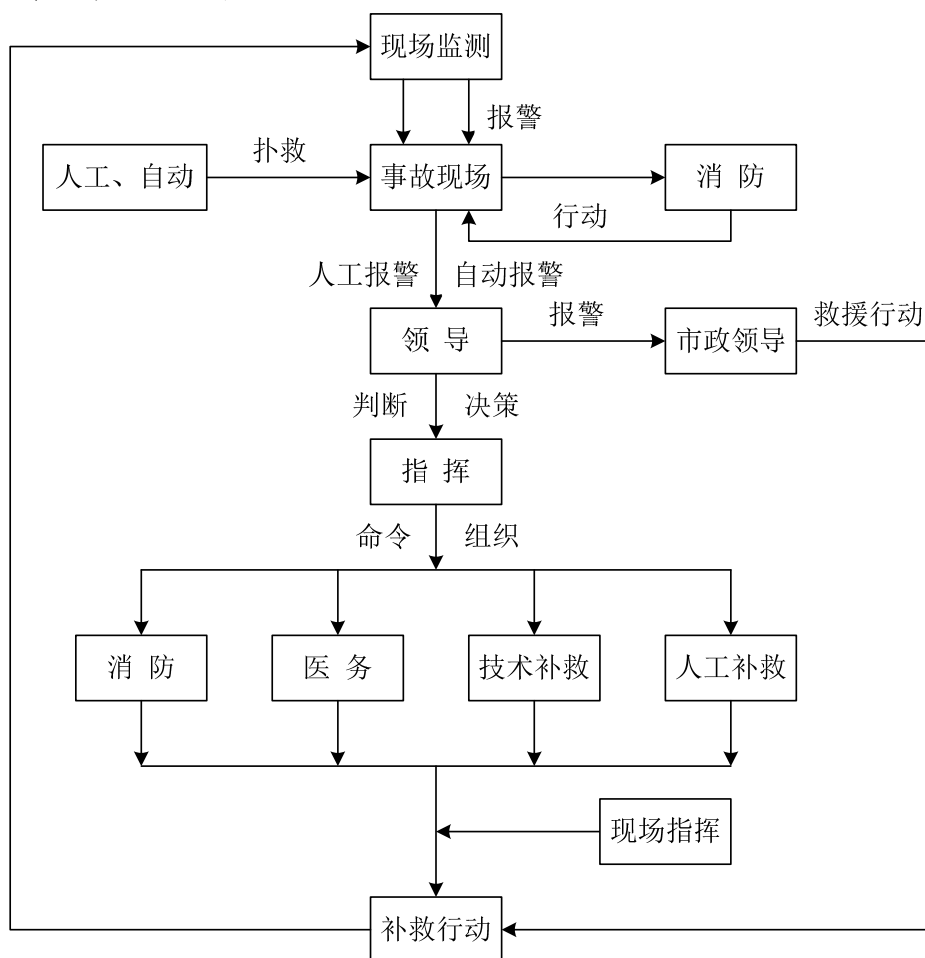 现场监测
报警
扑救
人工、自动
事故现场
消 防
行动
人工报警 自动报警
报警
救援行动
领 导
市政领导
判断 决策
指 挥
命令 组织
消 防
医 务
技术补救
人工补救
现场指挥
补救行动